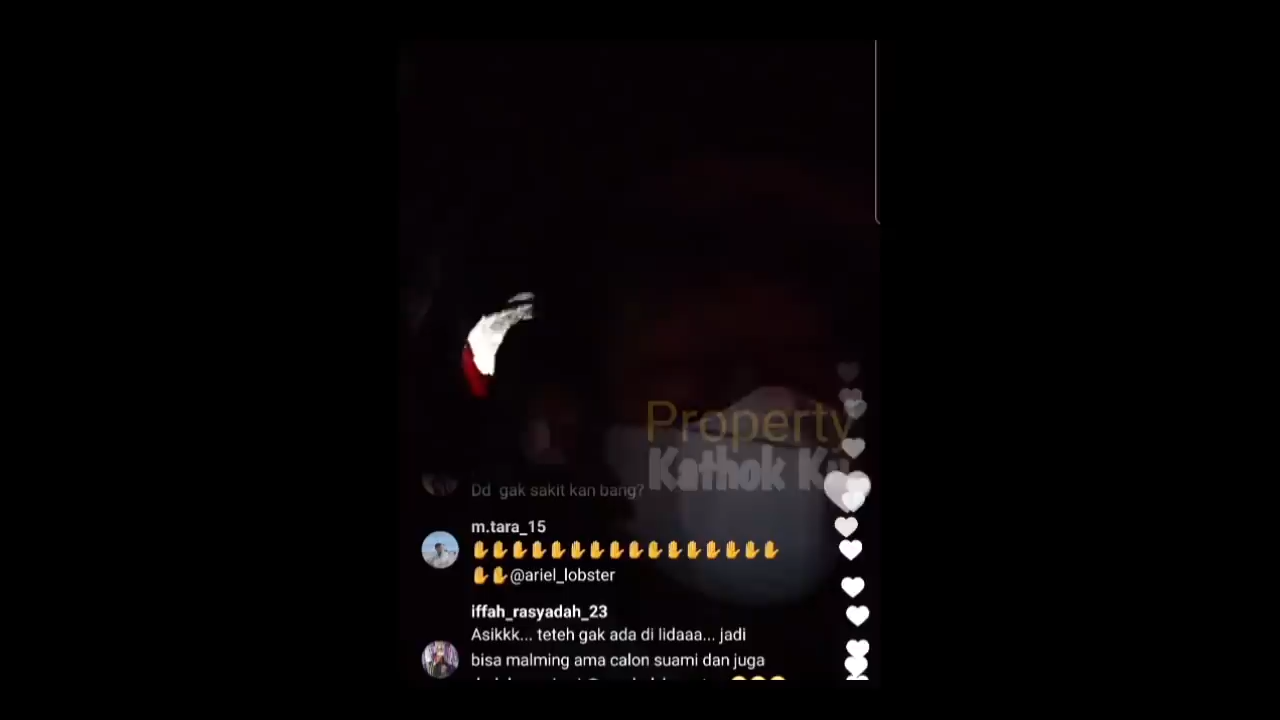 Property
Kathok Ku
Dd gak sakit kan bang?
m.tara_15
✋✋✋✋✋✋✋✋✋✋✋✋✋✋✋✋
✋✋@ariel_lobster
iffah_rasyadah_23
Asikkk... teteh gak ada di lidaaa... jadi
bisa malming ama calon suami dan juga